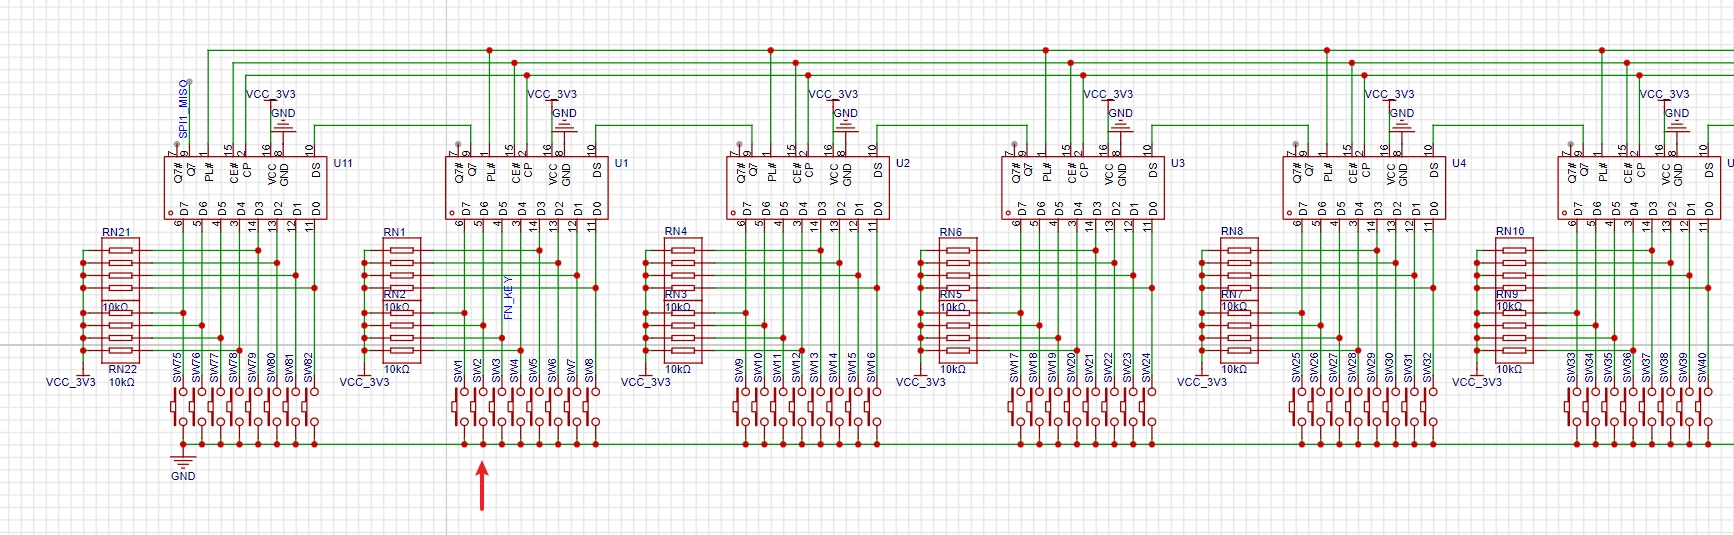 SPI1_MISO
VCC_3V3 VCC_3V3 VCC_3V3 VCC_3V3 VCC_3V3 VCC_3V3
GND GND GND GND GND GND
7 9 1 15 2 16 8 10 7 9 1 15 2 16 8 10 7 9 1 15 2 16 8 10 7 9 1 15 2 16 8 10 7 9 1 15 2 16 8 10 7 9 1 15 2 16 8 10
U11 U1 U2 U3 U4 U
Q7# Q7 PL# CE# CP VCC GND DS Q7# Q7 PL# CE# CP VCC GND DS Q7# Q7 PL# CE# CP VCC GND DS Q7# Q7 PL# CE# CP VCC GND DS Q7# Q7 PL# CE# CP VCC GND DS Q7# Q7 PL# CE# CP VCC GND DS
D7 D6 D5 D4 D3 D2 D1 D0 D7 D6 D5 D4 D3 D2 D1 D0 D7 D6 D5 D4 D3 D2 D1 D0 D7 D6 D5 D4 D3 D2 D1 D0 D7 D6 D5 D4 D3 D2 D1 D0 D7 D6 D5 D4 D3 D2 D1 D0
6 5 4 3 14 13 12 11 6 5 4 3 14 13 12 11 6 5 4 3 14 13 12 11 6 5 4 3 14 13 12 11 6 5 4 3 14 13 12 11 6 5 4 3 14 13 12 11
RN21 RN1 RN4 RN6 RN8 RN10
FN_KEY
RN2 RN3 RN5 RN7 RN9
10kΩ 10kΩ 10kΩ 10kΩ 10kΩ 10kΩ
RN22
10kΩ 10kΩ 10kΩ 10kΩ 10kΩ 10kΩ
SW75 SW76 SW77 SW78 SW79 SW80 SW81 SW82 SW1 SW2 SW3 SW4 SW5 SW6 SW7 SW8 SW9 SW10 SW11 SW12 SW13 SW14 SW15 SW16 SW17 SW18 SW19 SW20 SW21 SW22 SW23 SW24 SW25 SW26 SW27 SW28 SW29 SW30 SW31 SW32 SW33 SW34 SW35 SW36 SW37 SW38 SW39 SW40
VCC_3V3 VCC_3V3 VCC_3V3 VCC_3V3 VCC_3V3 VCC_3V3
GND